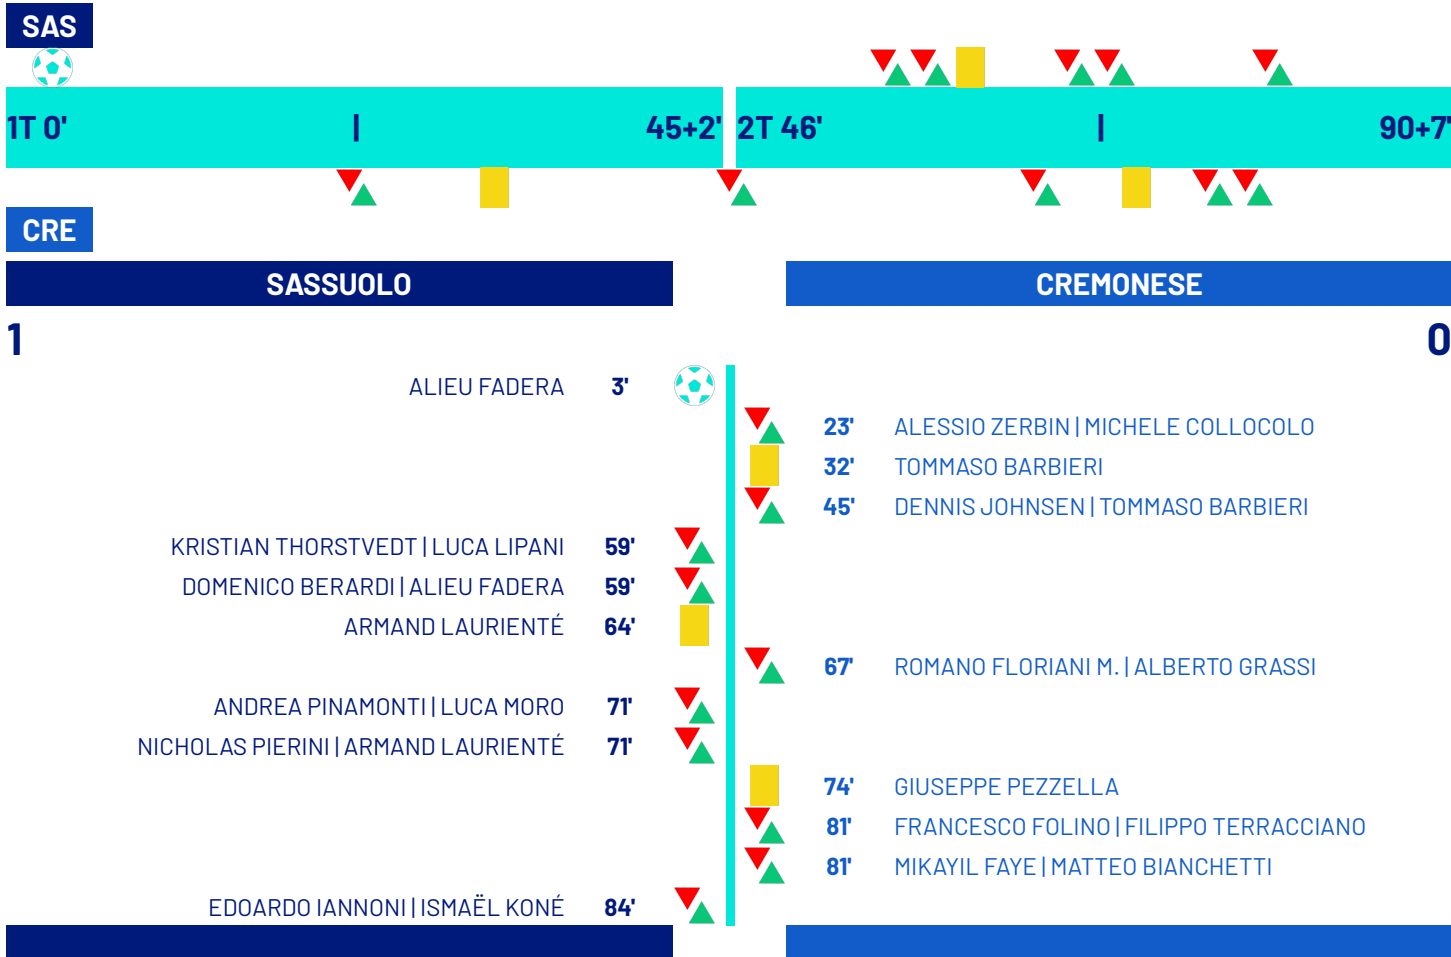 SAS
1T 0' | 45+2' 2T 46' | 90+7'
CRE
SASSUOLO CREMONESE
1 0
ALIEU FADERA 3'
23' ALESSIO ZERBIN | MICHELE COLLOCOLO
32' TOMMASO BARBIERI
45' DENNIS JOHNSEN | TOMMASO BARBIERI
KRISTIAN THORSTVEDT | LUCA LIPANI 59'
DOMENICO BERARDI | ALIEU FADERA 59'
ARMAND LAURIENTÉ 64'
67' ROMANO FLORIANI M. | ALBERTO GRASSI
ANDREA PINAMONTI | LUCA MORO 71'
NICHOLAS PIERINI | ARMAND LAURIENTÉ 71'
74' GIUSEPPE PEZZELLA
81' FRANCESCO FOLINO | FILIPPO TERRACCIANO
81' MIKAYIL FAYE | MATTEO BIANCHETTI
EDOARDO IANNONI | ISMAËL KONÉ 84'